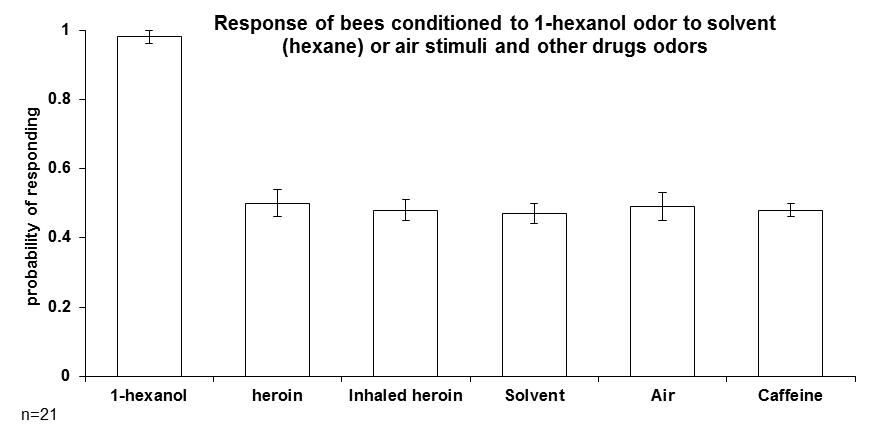 Response of bees conditioned to 1-hexanol odor to solvent
(hexane) or air stimuli and other drugs odors
probability of responding
1
0.8
0.6
0.4
0.2
0
1-hexanol heroin Inhaled heroin Solvent Air Caffeine
n=21